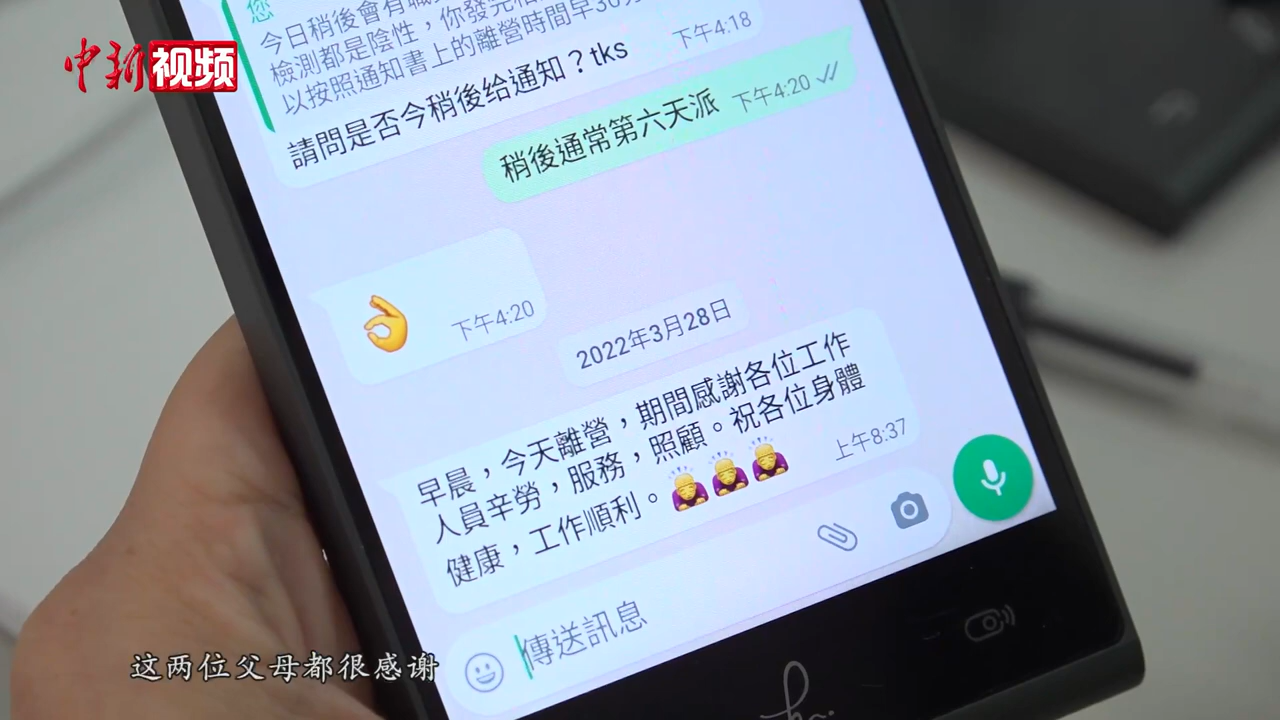 中新视频
您
今日稍後會有職
檢測都是陰性，你發完
以按照通知書上的離營時間早30
請問是否今稍後给通知？tks
下午4:18
稍後通常第六天派
下午4:20
👌
下午4:20
2022年3月28日
早晨，今天離營，期間感謝各位工作
人員辛勞，服務，照顧。祝各位身體
健康，工作順利。🙇🙇🙇
上午8:37
傳送訊息
这两位父母都很感谢